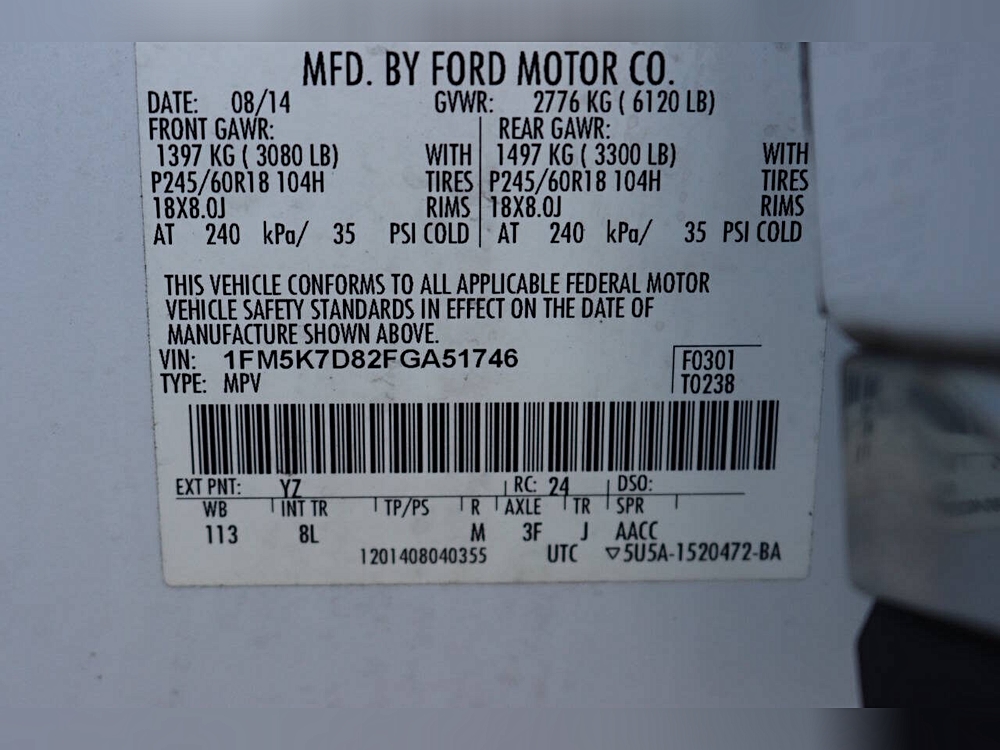 MFD. BY FORD MOTOR CO.
DATE: 08/14 GVWR: 2776 KG ( 6120 LB)
FRONT GAWR: REAR GAWR:
1397 KG ( 3080 LB) WITH 1497 KG ( 3300 LB) WITH
P245/60R18 104H TIRES P245/60R18 104H TIRES
18X8.0J RIMS 18X8.0J RIMS
AT 240 kPa/ 35 PSI COLD AT 240 kPa/ 35 PSI COLD
THIS VEHICLE CONFORMS TO ALL APPLICABLE FEDERAL MOTOR
VEHICLE SAFETY STANDARDS IN EFFECT ON THE DATE OF
MANUFACTURE SHOWN ABOVE.
VIN: 1FM5K7D82FGA51746 F0301
TYPE: MPV T0238
EXT PNT: YZ RC: 24 DSO:
WB INT TR TP/PS R AXLE TR SPR
113 8L M 3F J AACC
1201408040355 UTC ▽5U5A-1520472-BA